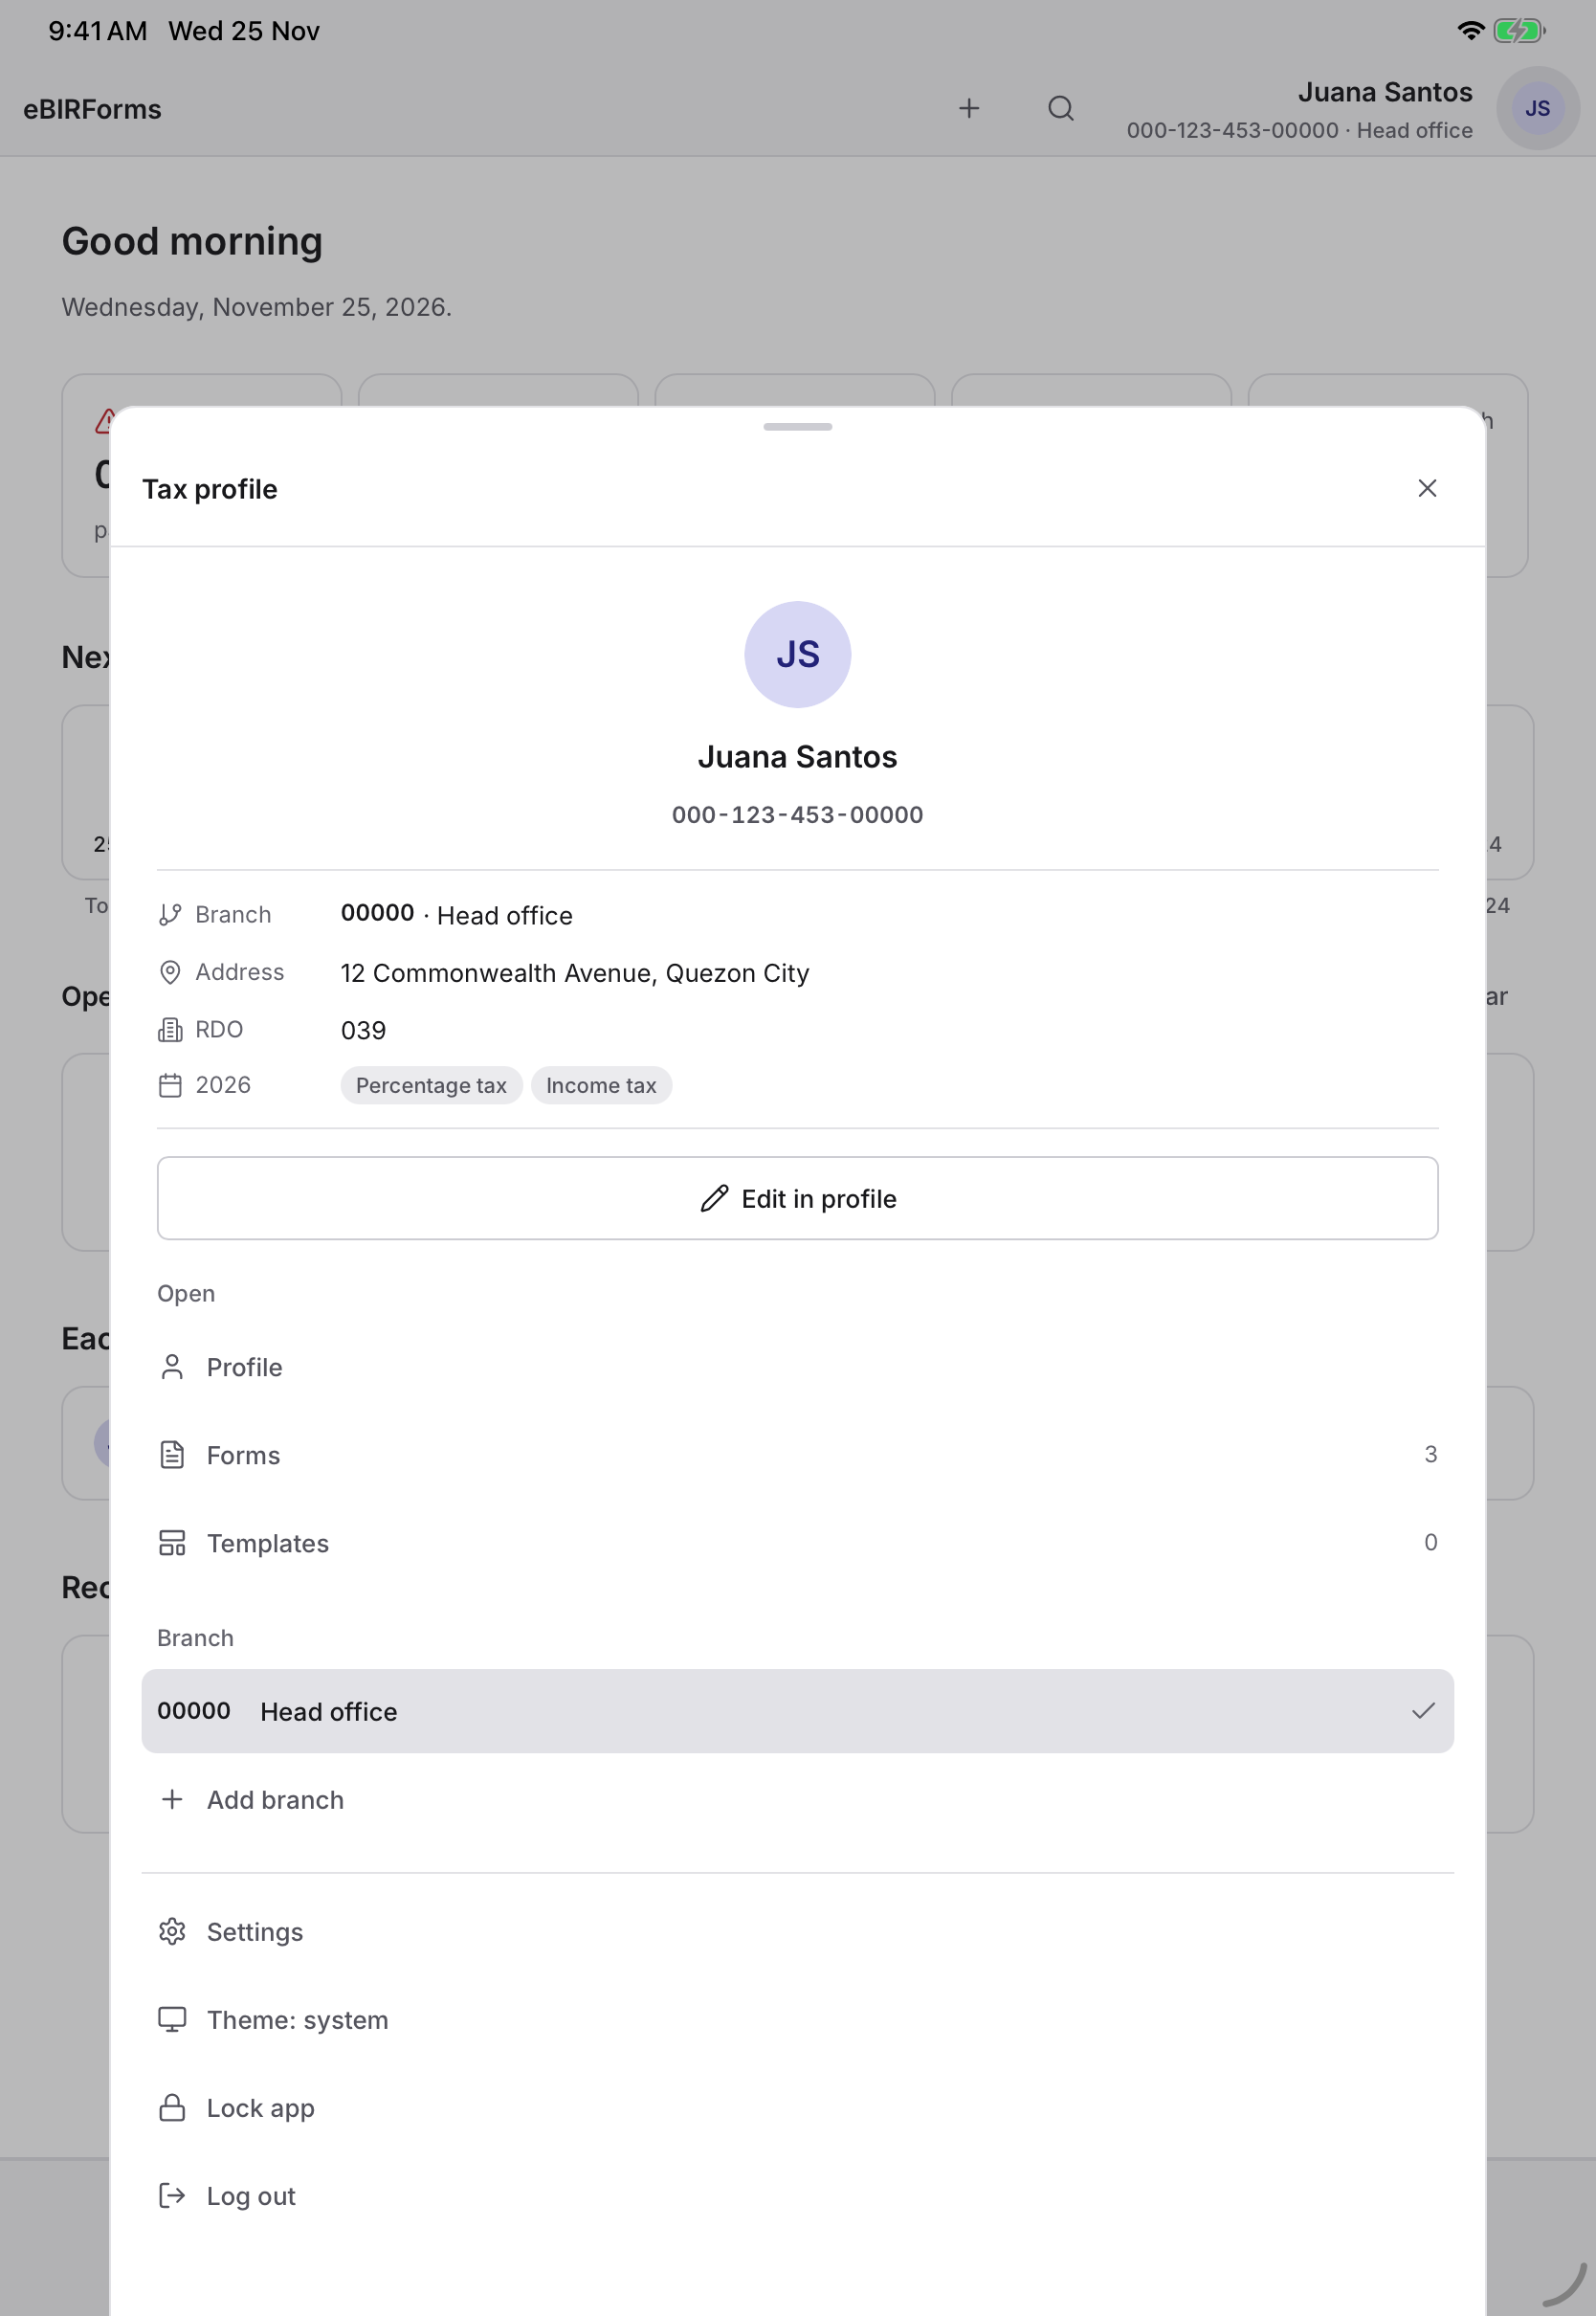 9:41 AM Wed 25 Nov
eBIRForms
Juana Santos
000-123-453-00000 · Head office
JS
Good morning
Wednesday, November 25, 2026.
Tax profile
JS
Juana Santos
000-123-453-00000
Branch 00000 · Head office
Address 12 Commonwealth Avenue, Quezon City
RDO 039
2026 Percentage tax Income tax
Edit in profile
Open
Profile
Forms 3
Templates 0
Branch
00000 Head office
Add branch
Settings
Theme: system
Lock app
Log out